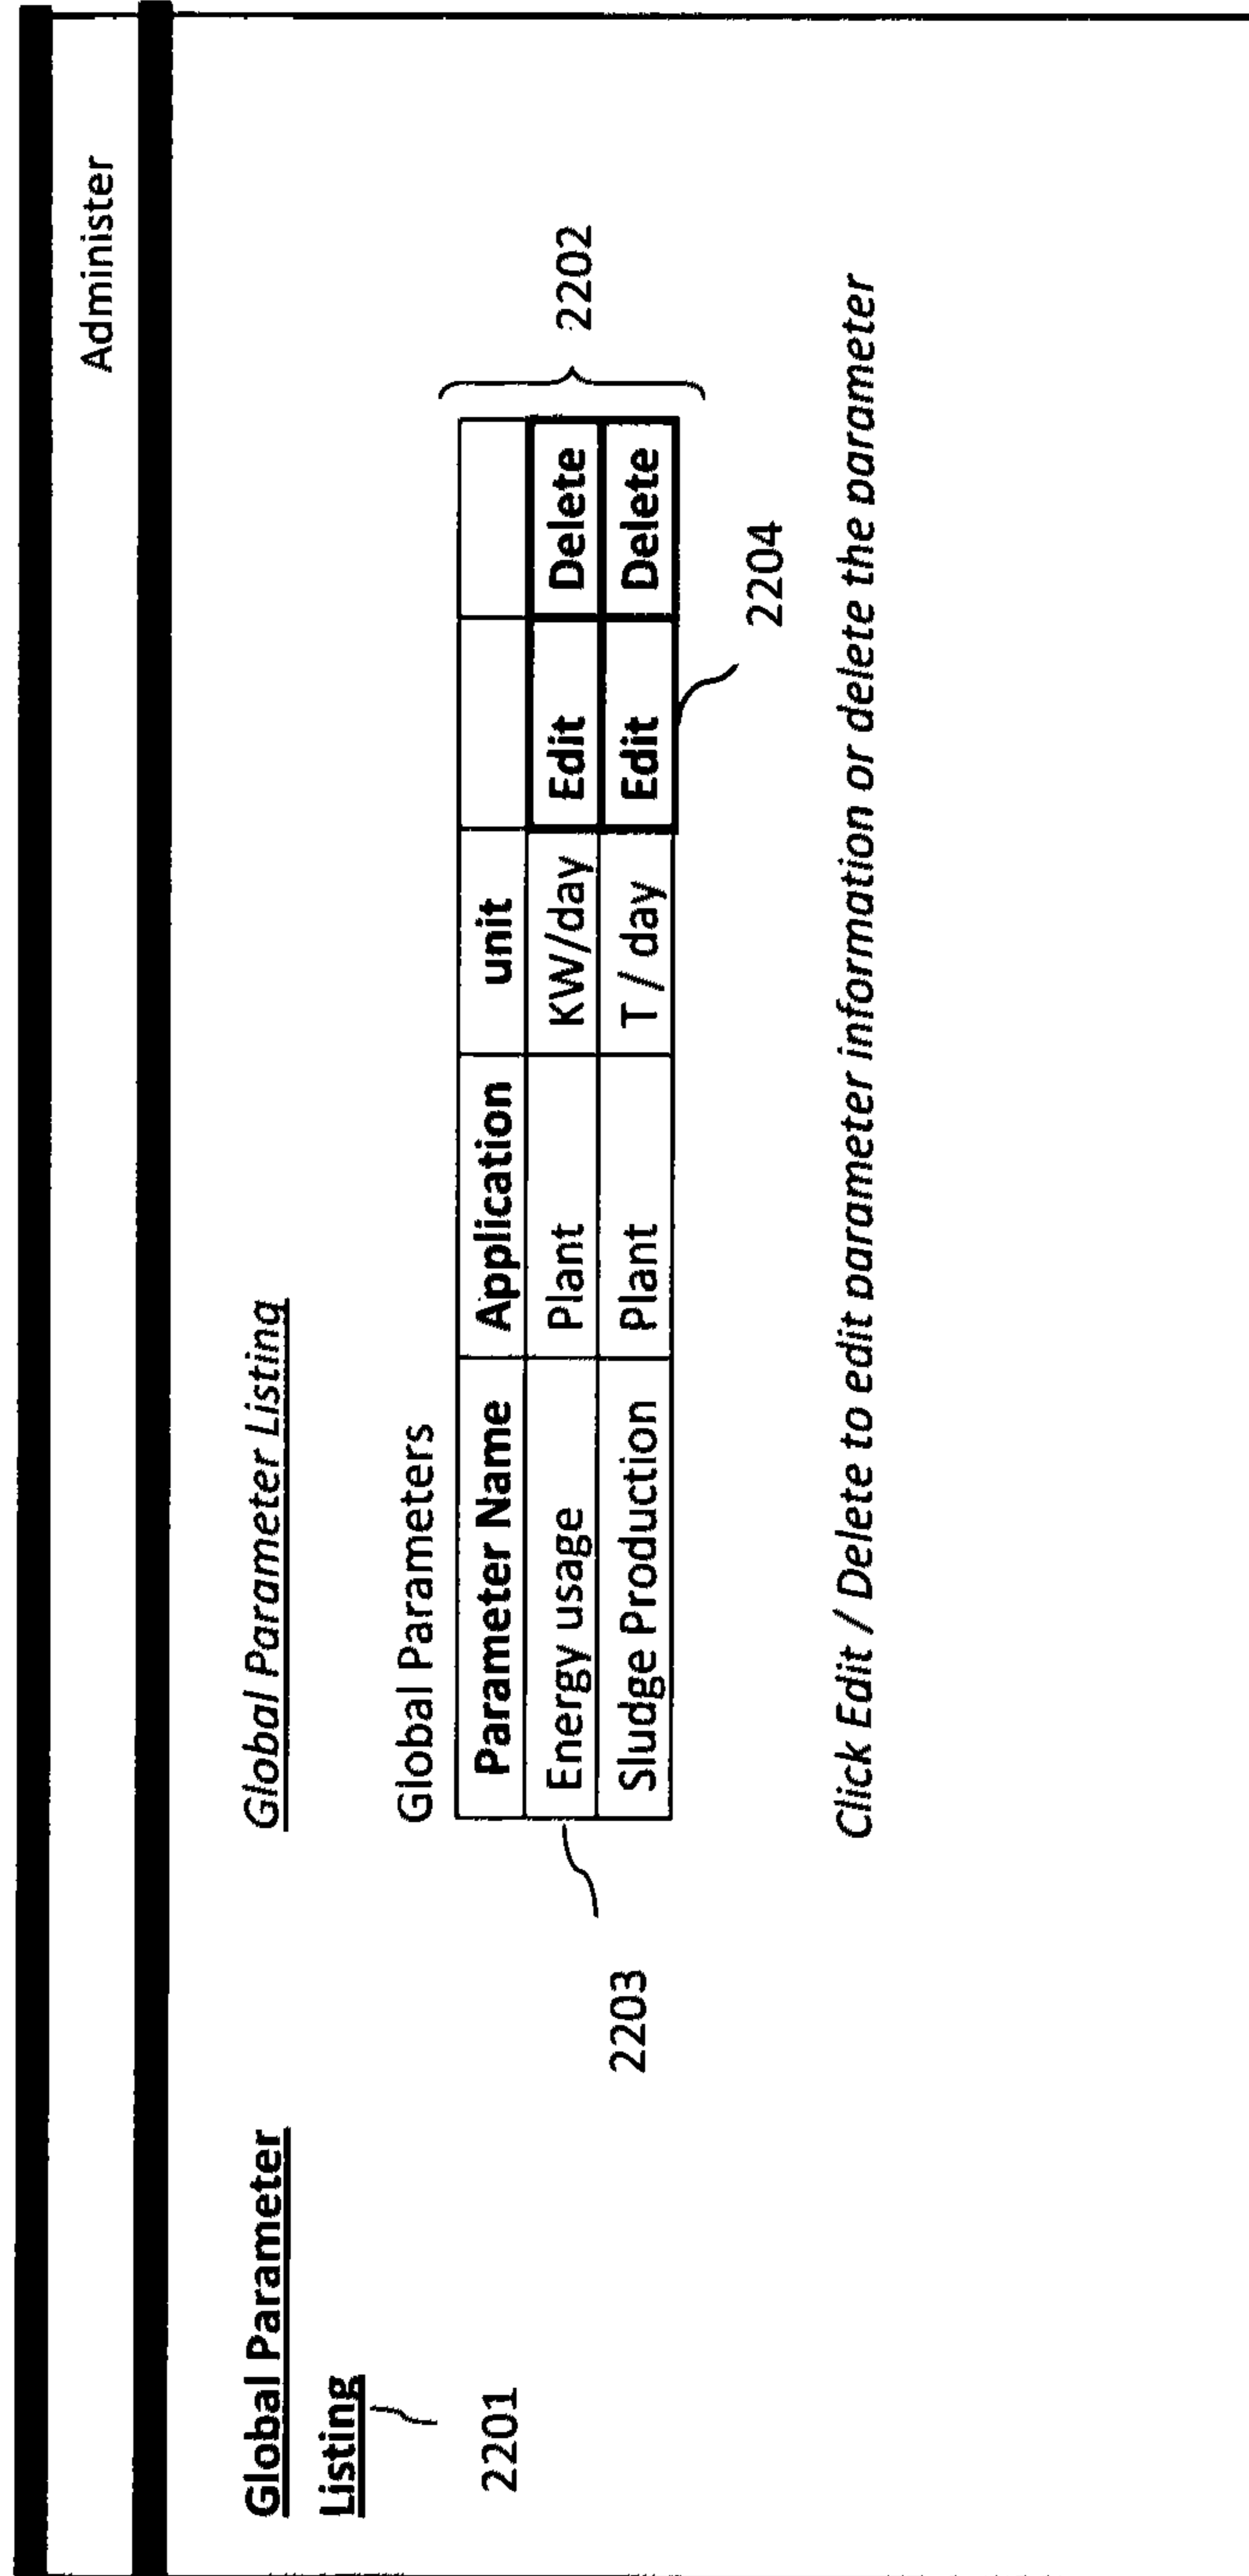 Administer
Global Parameter
Listing
2201
Global Parameter Listing
Global Parameters
Parameter Name Application unit
Energy usage Plant KW/day Edit Delete
Sludge Production Plant T / day Edit Delete
2202
2203
2204
Click Edit / Delete to edit parameter information or delete the parameter